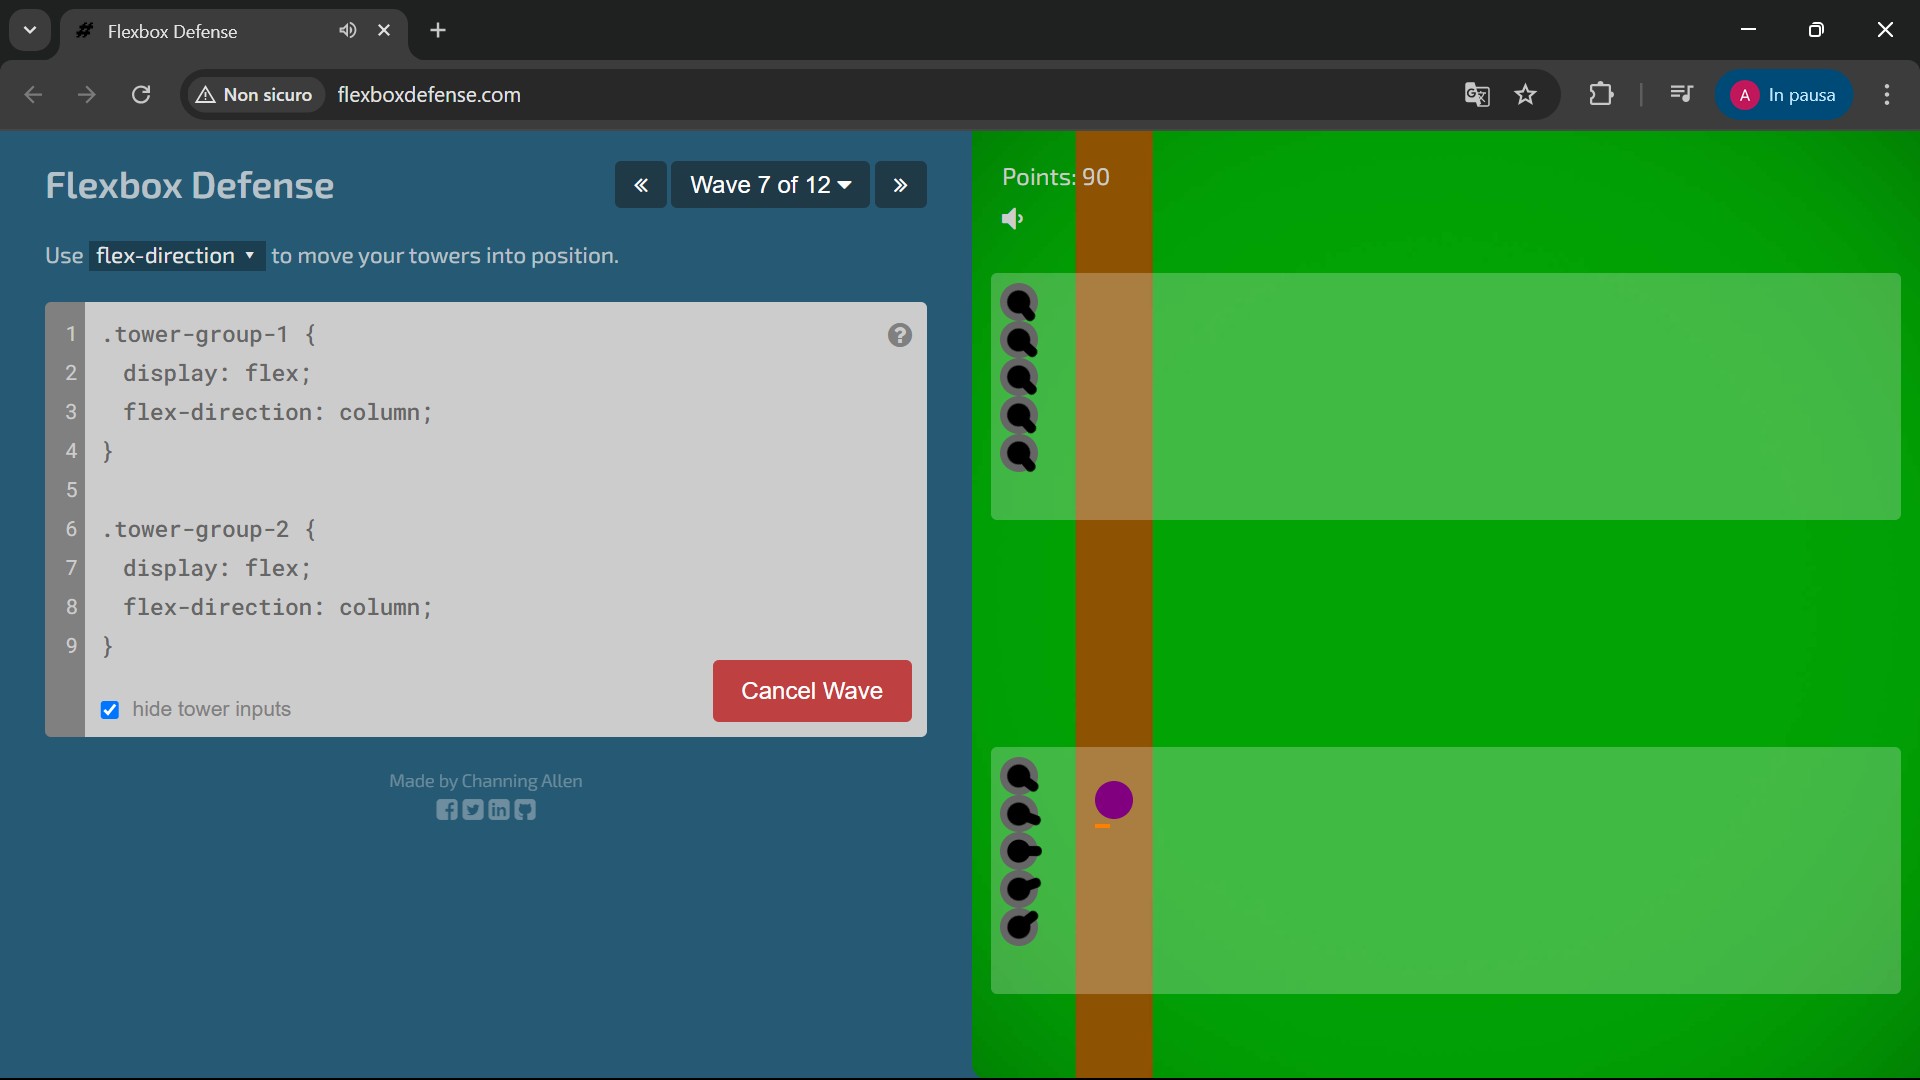 Flexbox Defense
Non sicuro
flexboxdefense.com
A
In pausa
Flexbox Defense
« Wave 7 of 12 »
Use flex-direction to move your towers into position.
1 .tower-group-1 {
2 display: flex;
3 flex-direction: column;
4 }
5
6 .tower-group-2 {
7 display: flex;
8 flex-direction: column;
9 }
?
hide tower inputs
Cancel Wave
Made by Channing Allen
Points: 90